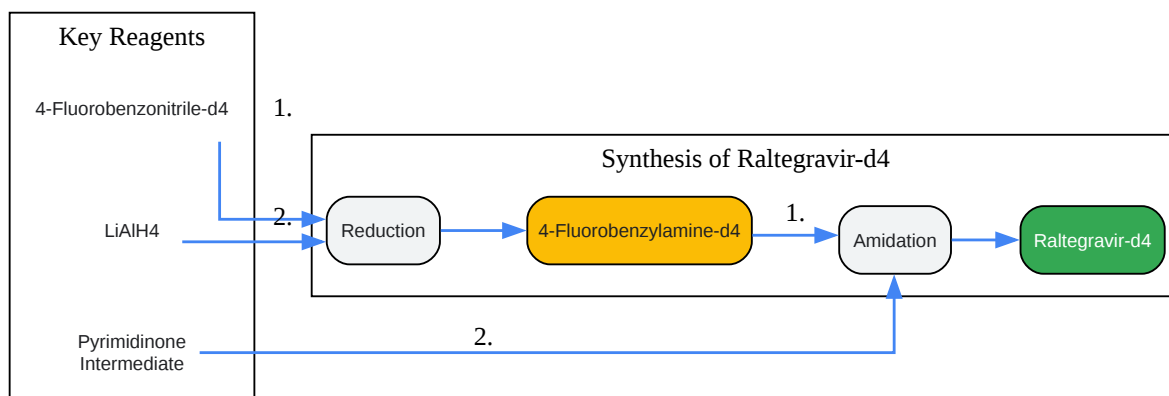 Key Reagents
4-Fluorobenzonitrile-d4
1.
Synthesis of Raltegravir-d4
LiAlH4
2.
Reduction
4-Fluorobenzylamine-d4
1.
Amidation
Raltegravir-d4
Pyrimidinone
Intermediate
2.